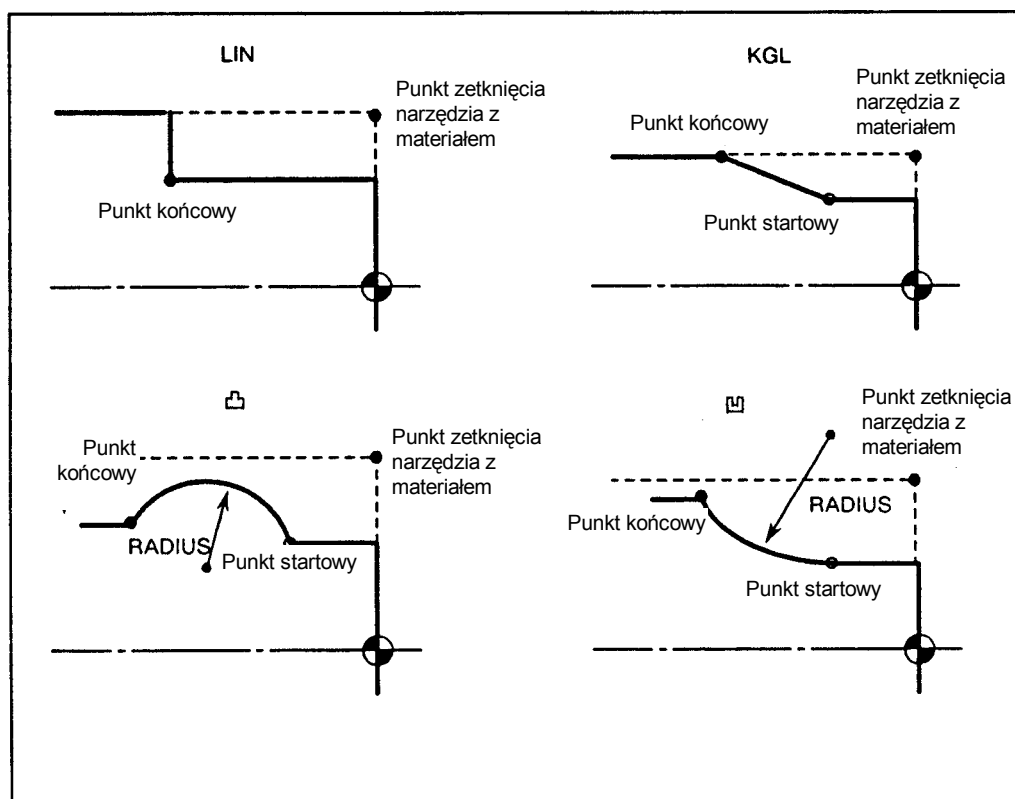 LIN
Punkt zetknięcia
narzędzia z
materiałem
Punkt końcowy
KGL
Punkt zetknięcia
narzędzia z
materiałem
Punkt końcowy
Punkt startowy
Punkt
końcowy
Punkt zetknięcia
narzędzia z
materiałem
RADIUS
Punkt startowy
Punkt zetknięcia
narzędzia z
materiałem
RADIUS
Punkt końcowy
Punkt startowy